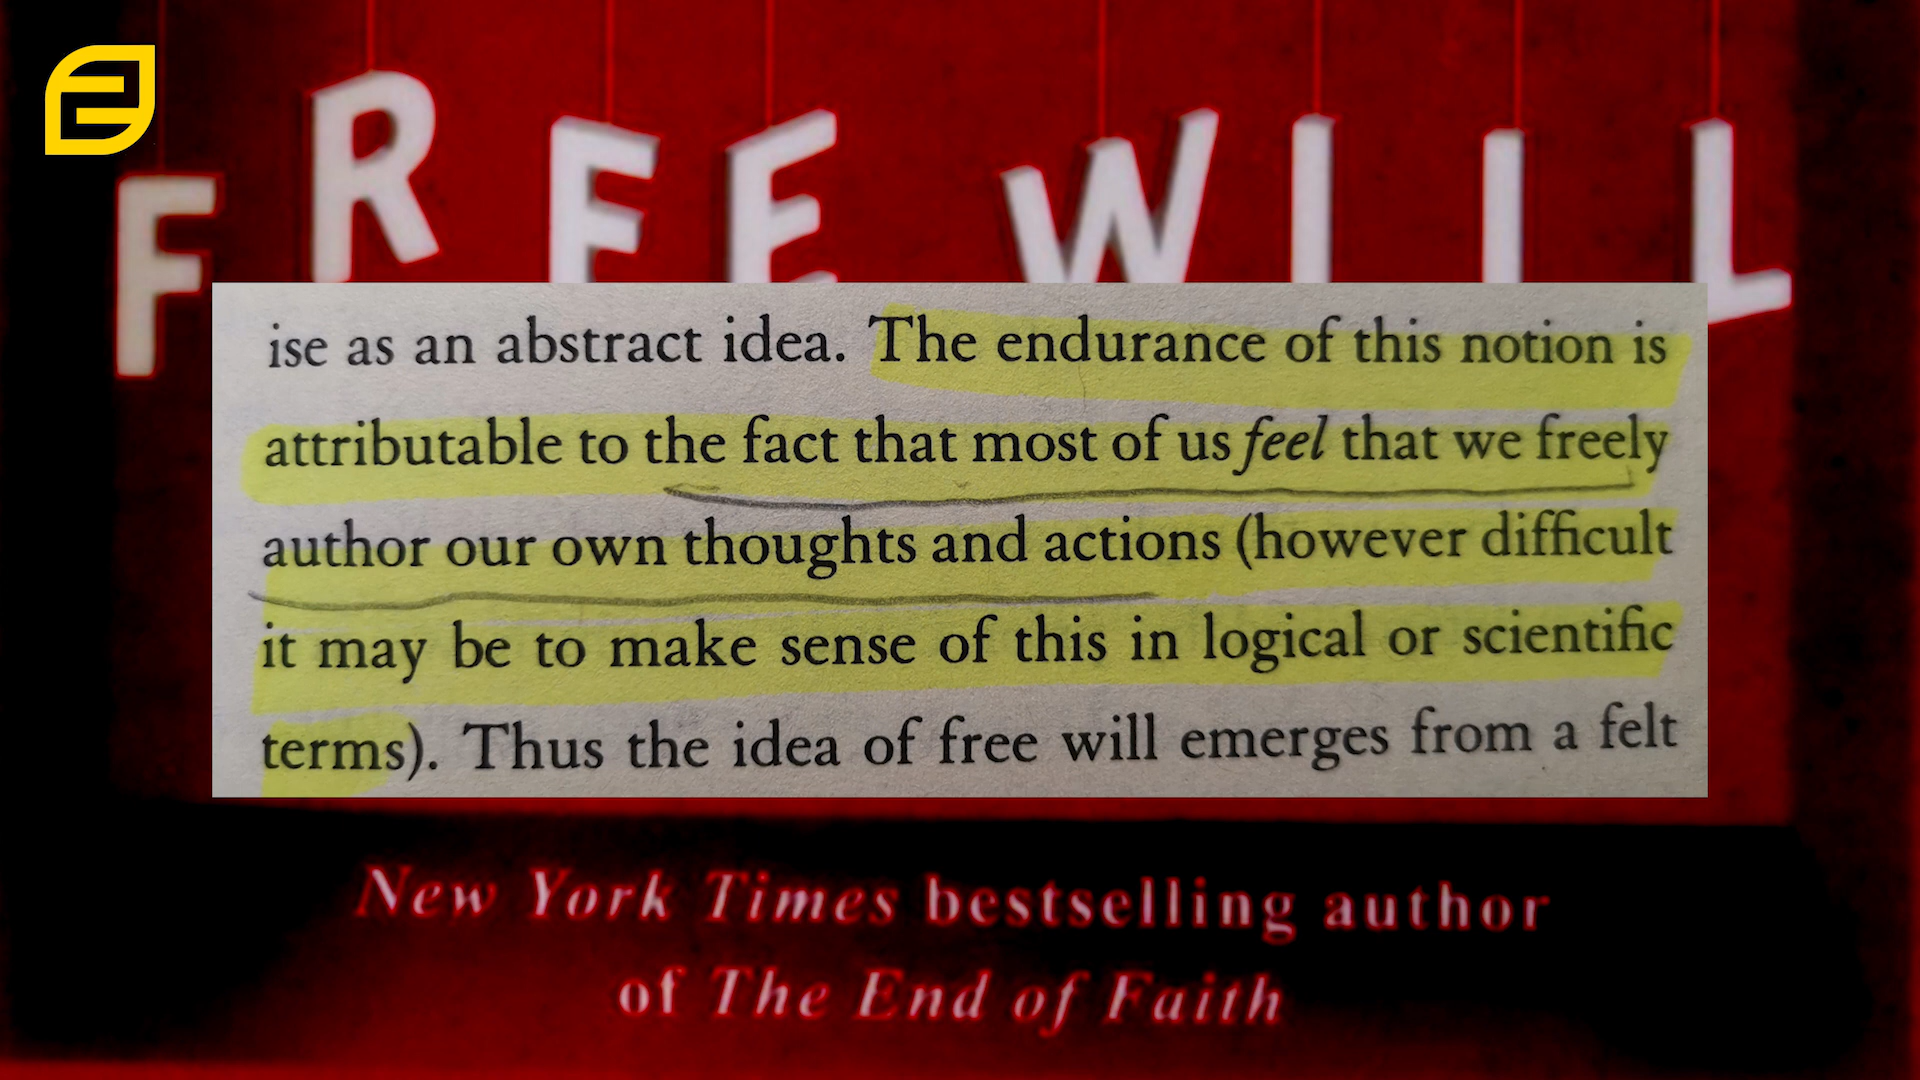 FREE WILL
ise as an abstract idea. The endurance of this notion is
attributable to the fact that most of us feel that we freely
author our own thoughts and actions (however difficult
it may be to make sense of this in logical or scientific
terms). Thus the idea of free will emerges from a felt
New York Times bestselling author
of The End of Faith